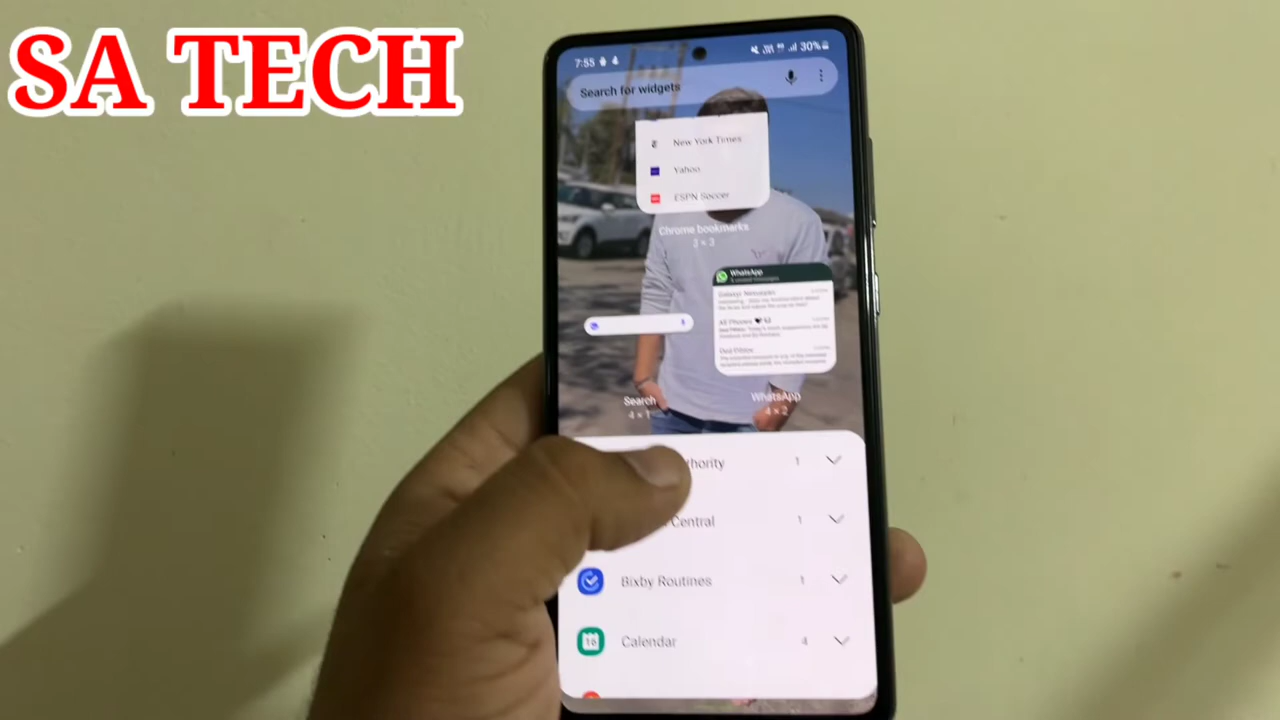 SA TECH
7:55
30%
Search for widgets
New York Times
Yahoo
ESPN Soccer
Chrome bookmarks
3 × 3
WhatsApp
Search
4 × 1
WhatsApp
4 × 2
thority 1
Central 1
Bixby Routines 1
16
Calendar 4